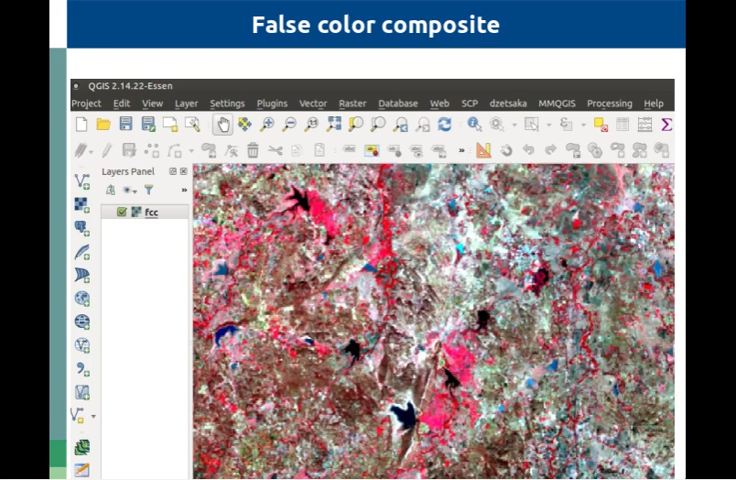 False color composite
QGIS 2.14.22-Essen
Project Edit View Layer Settings Plugins Vector Raster Database Web SCP dzetsaka MMQGIS Processing Help
Layers Panel
fcc